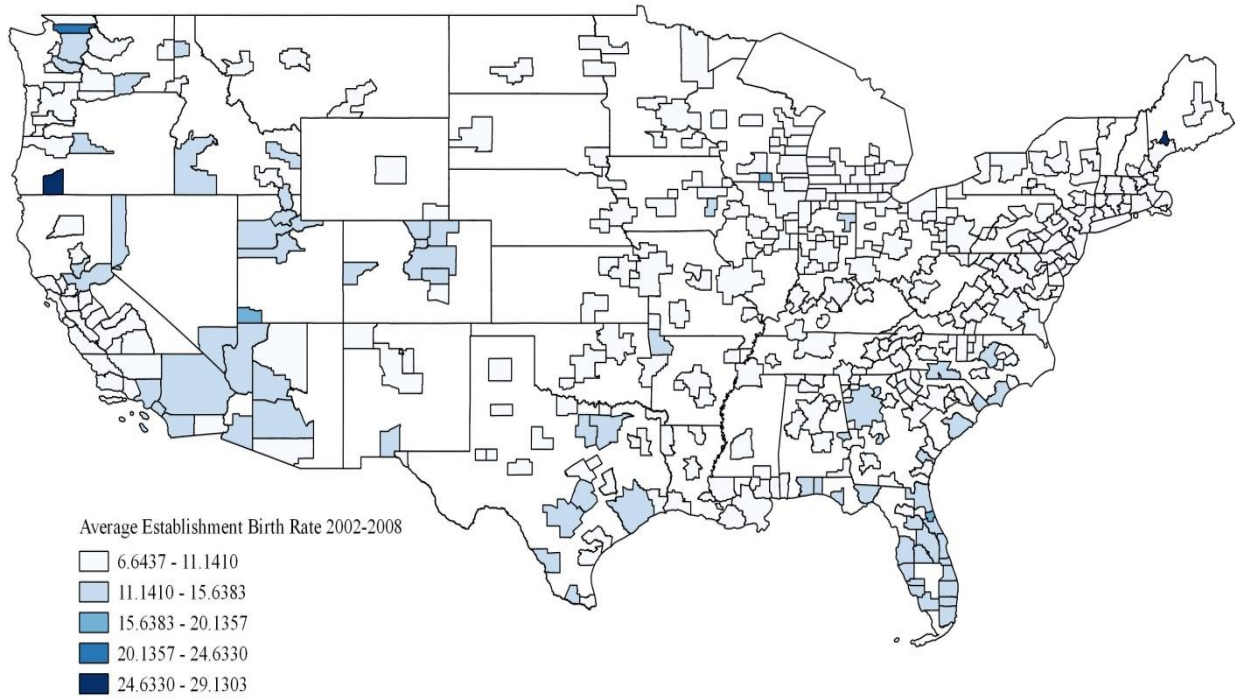 Average Establishment Birth Rate 2002-2008
6.6437 - 11.1410
11.1410 - 15.6383
15.6383 - 20.1357
20.1357 - 24.6330
24.6330 - 29.1303